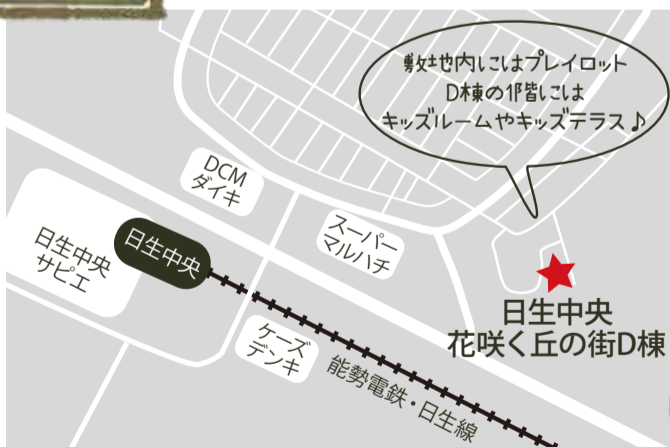 敷地内にはプレイロット
D棟の1階には
キッズルームやキッズテラス♪
DCM
ダイキ
スーパー
マルハチ
日生中央
サピエ
日生中央
ケーズ
デンキ
能勢電鉄・日生線
日生中央
花咲く丘の街D棟